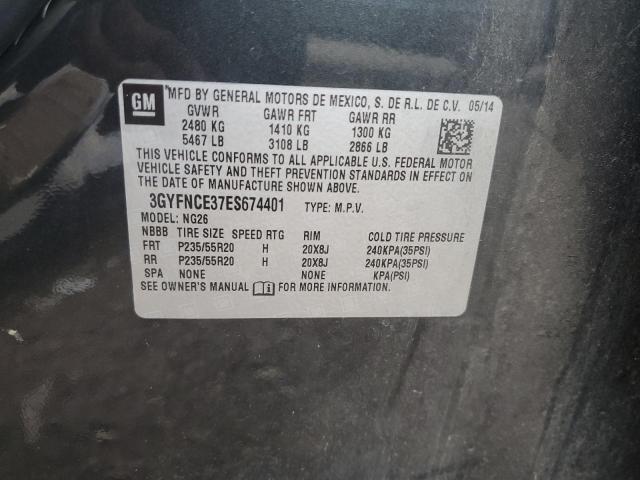 GM
MFD BY GENERAL MOTORS DE MEXICO, S. DE R.L. DE C.V. 05/14
GVWR GAWR FRT GAWR RR
2480 KG 1410 KG 1300 KG
5467 LB 3108 LB 2866 LB
THIS VEHICLE CONFORMS TO ALL APPLICABLE U.S. FEDERAL MOTOR
VEHICLE SAFETY AND THEFT PREVENTION STANDARDS IN EFFECT ON THE
DATE OF MANUFACTURE SHOWN ABOVE.
3GYFNCE37ES674401 TYPE: M.P.V.
MODEL: NG26
NBBB TIRE SIZE SPEED RTG RIM COLD TIRE PRESSURE
FRT P235/55R20 H 20X8J 240KPA(35PSI)
RR P235/55R20 H 20X8J 240KPA(35PSI)
SPA NONE NONE KPA(PSI)
SEE OWNER'S MANUAL i FOR MORE INFORMATION.